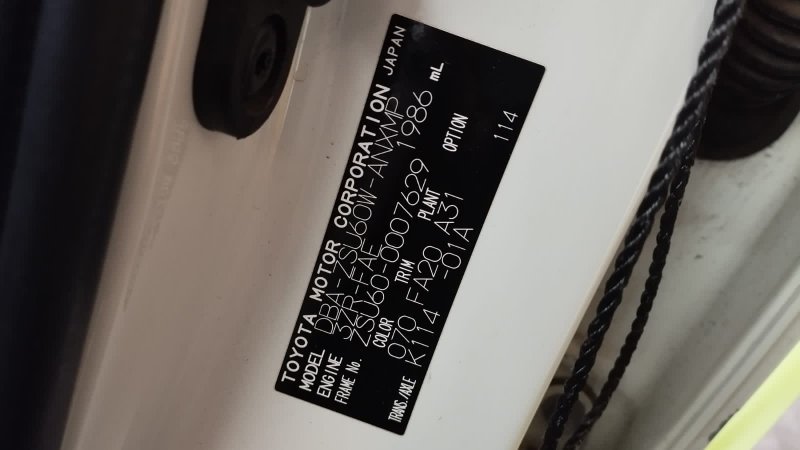 TOYOTA MOTOR CORPORATION JAPAN
MODEL DBA-ZSU60W-ANXMP
ENGINE 3ZR-FAE 1986 mL
FRAME No. ZSU60-0007629
COLOR TRIM PLANT OPTION
070 FA20 A31
TRANS./AXLE K114 -01A
114